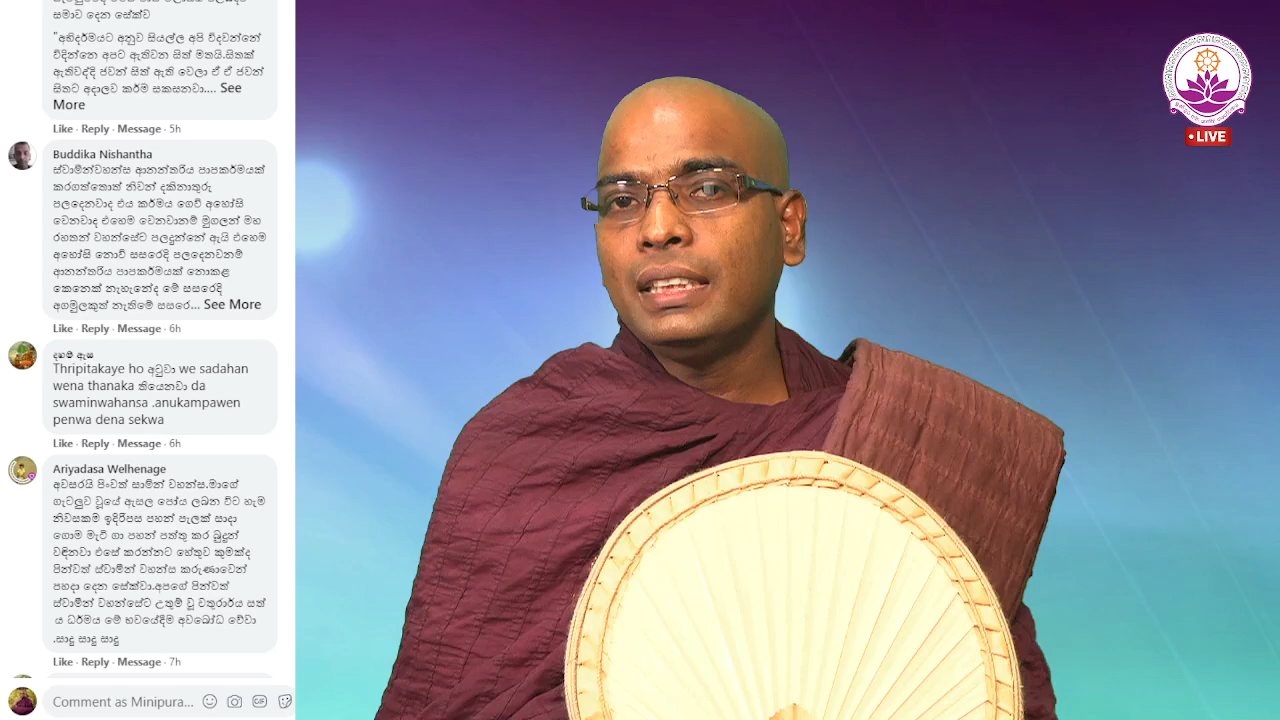 සමාව දෙන සේක්ව
"අභිදර්මයට අනුව සියල්ල අපි විදවන්නේ
විදින්නෙ අපට ඇතිවන සිත් මතයි.සිතක්
ඇතිවද්දි ජවන් සිත් ඇති වෙලා ඒ ඒ ජවන්
සිතට අදාලව කර්ම සකසනවා.... See
More
Like · Reply · Message · 5h
Buddika Nishantha
ස්වාමින්වහන්ස ආනන්තරිය පාපකර්මයක්
කරගත්තොත් නිවන් දකිනාතුරු
පලදෙනවාද එය කර්මය ගෙවී අහෝසි
වෙනවාද එහෙම වෙනවානම් මුගලන් මහ
රහතන් වහන්සේට පලදුන්නේ ඇයි එහෙම
අහෝසි නොවී සසරෙදි පලදෙනවනම්
ආනන්තරිය පාපකර්මයක් නොකළ
කෙනෙක් නැහැනේද මේ සසරෙදි
අගමුලකුත් නැතිමේ සසරෙ... See More
Like · Reply · Message · 6h
දහම් ඇස
Thripitakaye ho අටුවා we sadahan
wena thanaka තියෙනවා da
swaminwahansa .anukampawen
penwa dena sekwa
Like · Reply · Message · 6h
Ariyadasa Welhenage
අවසරයි පිංවත් සාමින් වහන්ස.මාගේ
ගැටලුව වූයේ ඇසල පෝය ලබන විට හැම
නිවසකම ඉදිරිපස පහන් පැලක් සාදා
ගොම මැටි ගා පහන් පත්තු කර බුදුන්
වඳිනවා එසේ කරන්නට හේතුව කුමක්ද
පින්වත් ස්වාමින් වහන්ස කරුණාවෙන්
පහදා දෙන සේක්වා.අපගේ පින්වත්
ස්වාමින් වහන්සේට උතුම් වූ චතුරාර්ය සත්
ය ධර්මය මේ භවයේදීම අවබෝධ වේවා
.සාදු සාදු සාදු
Like · Reply · Message · 7h
Comment as Minipura...
GIF
• LIVE